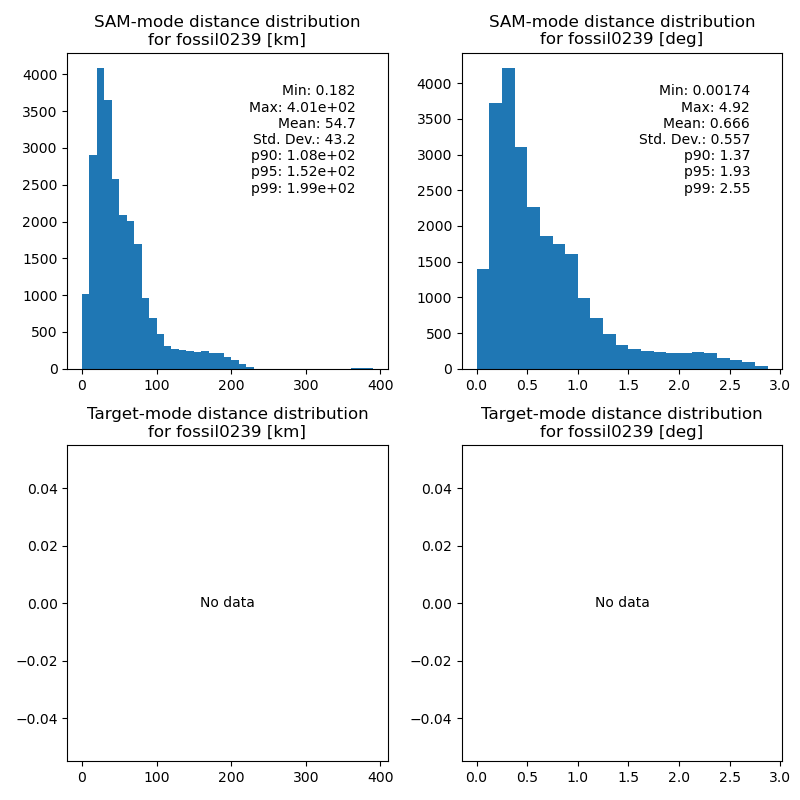 SAM-mode distance distribution
for fossil0239 [km]
4000
3500
3000
2500
2000
1500
1000
500
0
Min: 0.182
Max: 4.01e+02
Mean: 54.7
Std. Dev.: 43.2
p90: 1.08e+02
p95: 1.52e+02
p99: 1.99e+02
0 100 200 300 400
SAM-mode distance distribution
for fossil0239 [deg]
4000
3500
3000
2500
2000
1500
1000
500
0
Min: 0.00174
Max: 4.92
Mean: 0.666
Std. Dev.: 0.557
p90: 1.37
p95: 1.93
p99: 2.55
0.0 0.5 1.0 1.5 2.0 2.5 3.0
Target-mode distance distribution
for fossil0239 [km]
0.04
0.02
0.00
−0.02
−0.04
No data
0 100 200 300 400
Target-mode distance distribution
for fossil0239 [deg]
0.04
0.02
0.00
−0.02
−0.04
No data
0.0 0.5 1.0 1.5 2.0 2.5 3.0